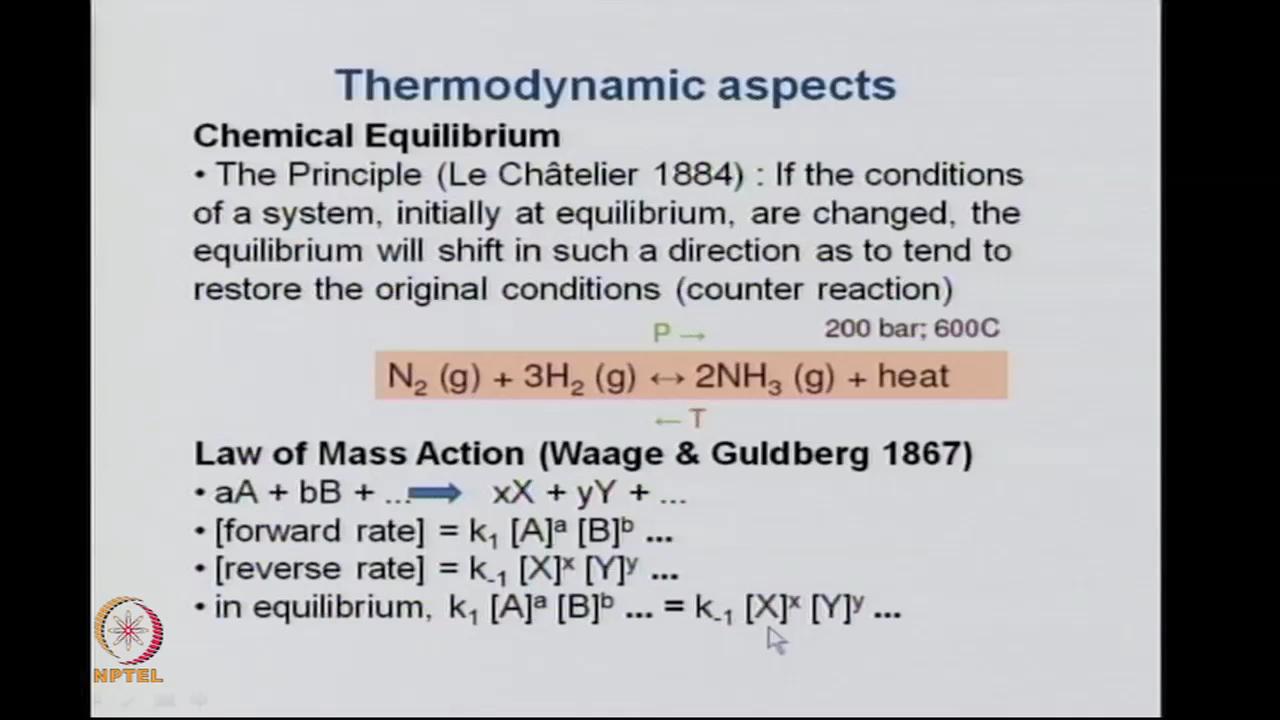 Thermodynamic aspects
Chemical Equilibrium
• The Principle (Le Châtelier 1884) : If the conditions
of a system, initially at equilibrium, are changed, the
equilibrium will shift in such a direction as to tend to
restore the original conditions (counter reaction)
P → 200 bar; 600C
N₂ (g) + 3H₂ (g) ↔ 2NH₃ (g) + heat
← T
Law of Mass Action (Waage & Guldberg 1867)
• aA + bB + ... ⇒ xX + yY + ...
• [forward rate] = k₁ [A]ᵃ [B]ᵇ ...
• [reverse rate] = k₋₁ [X]ˣ [Y]ʸ ...
• in equilibrium, k₁ [A]ᵃ [B]ᵇ ... = k₋₁ [X]ˣ [Y]ʸ ...
NPTEL